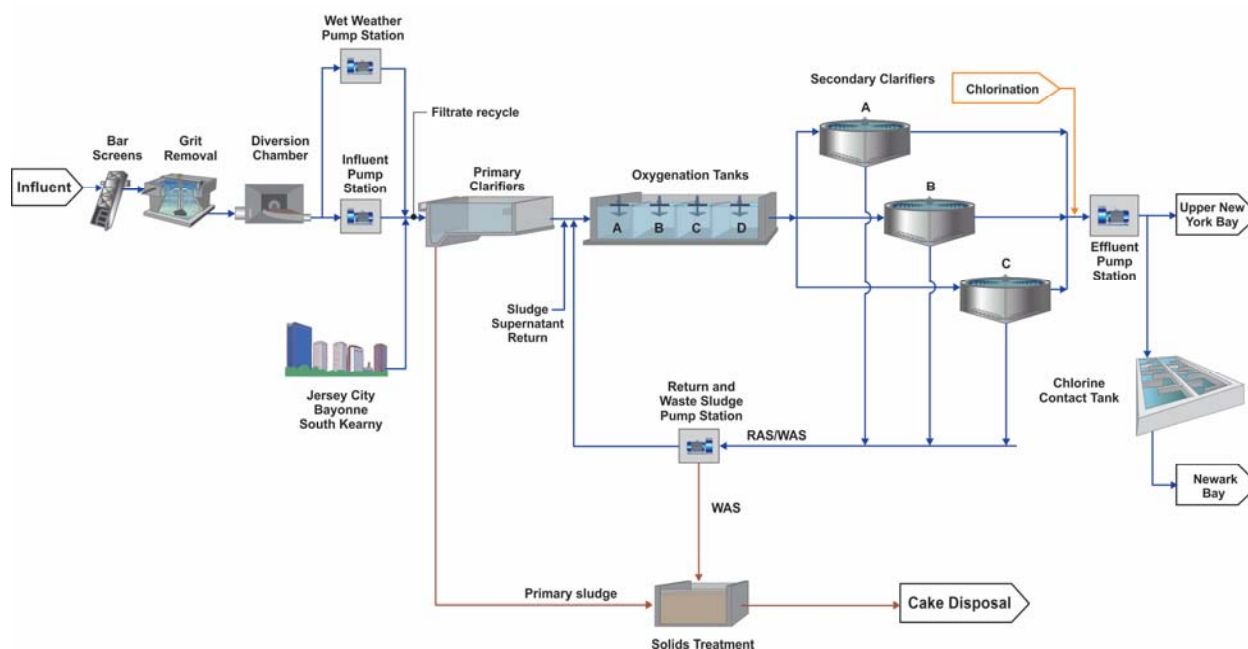 Wet Weather
Pump Station
Filtrate recycle
Bar
Screens
Grit
Removal
Diversion
Chamber
Influent
Pump
Station
Influent
Primary
Clarifiers
Oxygenation Tanks
A
B
C
D
Secondary Clarifiers
A
B
C
Chlorination
Upper New
York Bay
Effluent
Pump
Station
Sludge
Supernatant
Return
Jersey City
Bayonne
South Kearny
Return and
Waste Sludge
Pump Station
RAS/WAS
WAS
Chlorine
Contact Tank
Newark
Bay
Primary sludge
Solids Treatment
Cake Disposal